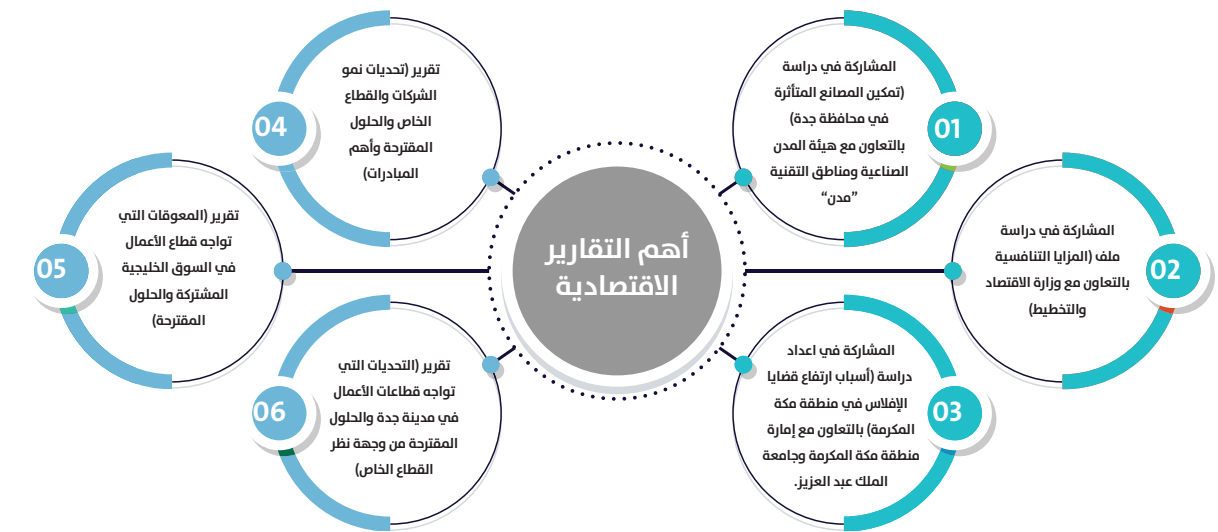 أهم التقارير
الاقتصادية
01
المشاركة في دراسة
(تمكين المصانع المتأثرة
في محافظة جدة)
بالتعاون مع هيئة المدن
الصناعية ومناطق التقنية
”مدن“
02
المشاركة في دراسة
ملف (المزايا التنافسية
بالتعاون مع وزارة الاقتصاد
والتخطيط)
03
المشاركة في اعداد
دراسة (أسباب ارتفاع قضايا
الإفلاس في منطقة مكة
المكرمة) بالتعاون مع إمارة
منطقة مكة المكرمة وجامعة
الملك عبد العزيز.
04
تقرير (تحديات نمو
الشركات والقطاع
الخاص والحلول
المقترحة وأهم
المبادرات)
05
تقرير (المعوقات التي
تواجه قطاع الأعمال
في السوق الخليجية
المشتركة والحلول
المقترحة)
06
تقرير (التحديات التي
تواجه قطاعات الأعمال
في مدينة جدة والحلول
المقترحة من وجهة نظر
القطاع الخاص)